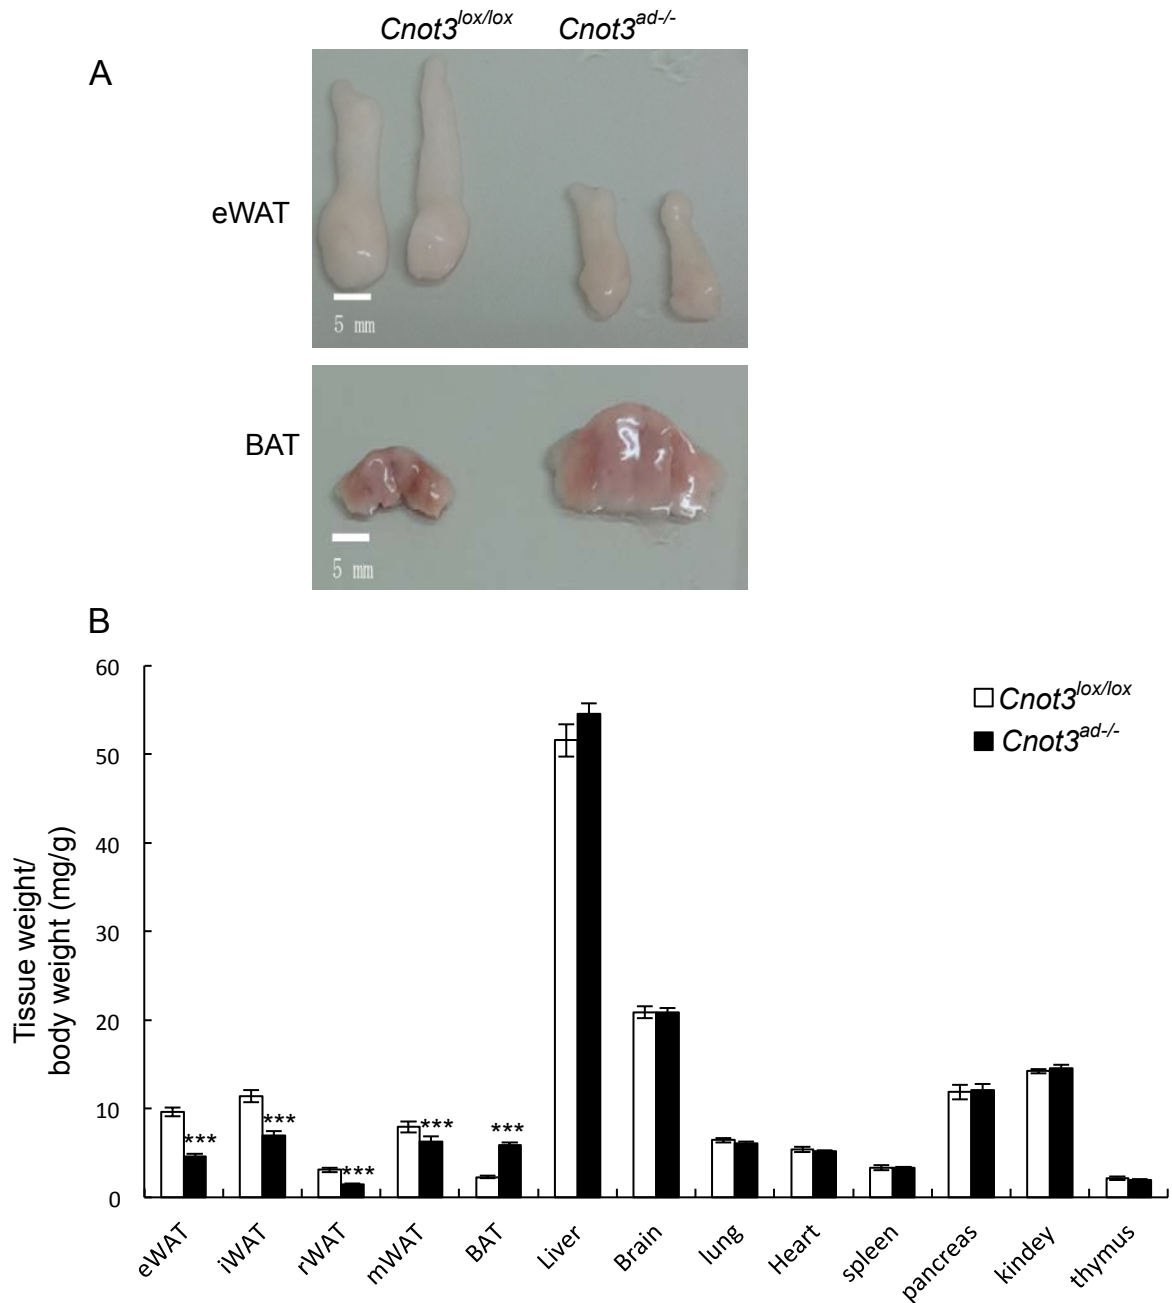 Cnot3lox/lox Cnot3ad-/-
A
eWAT
5 mm
BAT
5 mm
B
60
50
40
30
20
10
0
Tissue weight/
body weight (mg/g)
Cnot3lox/lox
Cnot3ad-/-
*** *** *** *** ***
eWAT iWAT rWAT mWAT BAT Liver Brain lung Heart spleen pancreas kindey thymus